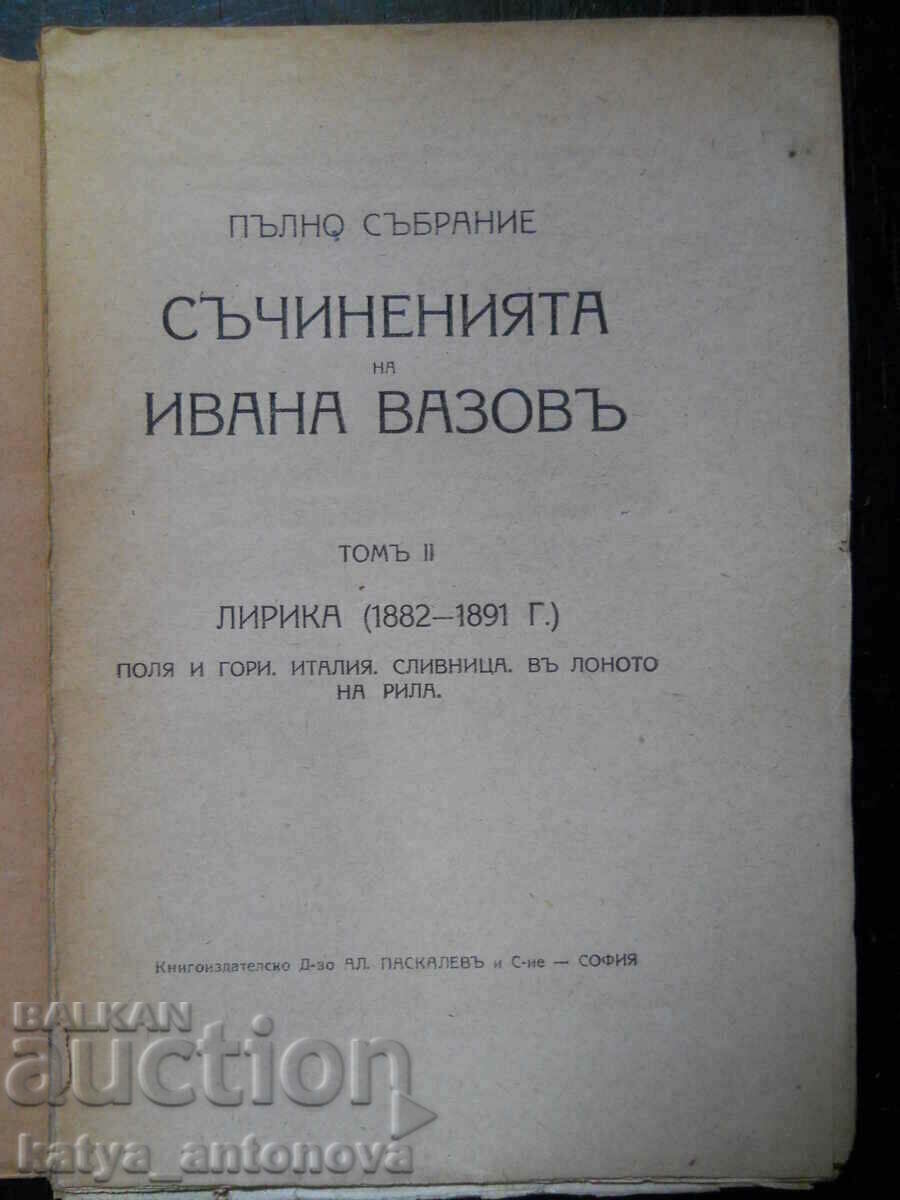 ПЪЛНО СЪБРАНИЕ
СЪЧИНЕНИЯТА
НА
ИВАНА ВАЗОВЪ
ТОМЪ II
ЛИРИКА (1882—1891 Г.)
ПОЛЯ И ГОРИ. ИТАЛИЯ. СЛИВНИЦА. ВЪ ЛОНОТО
НА РИЛА.
Книгоиздателско Д-во АЛ. ПАСКАЛЕВЪ и С-ие — СОФИЯ
BALKAN
auction
katya_antonova